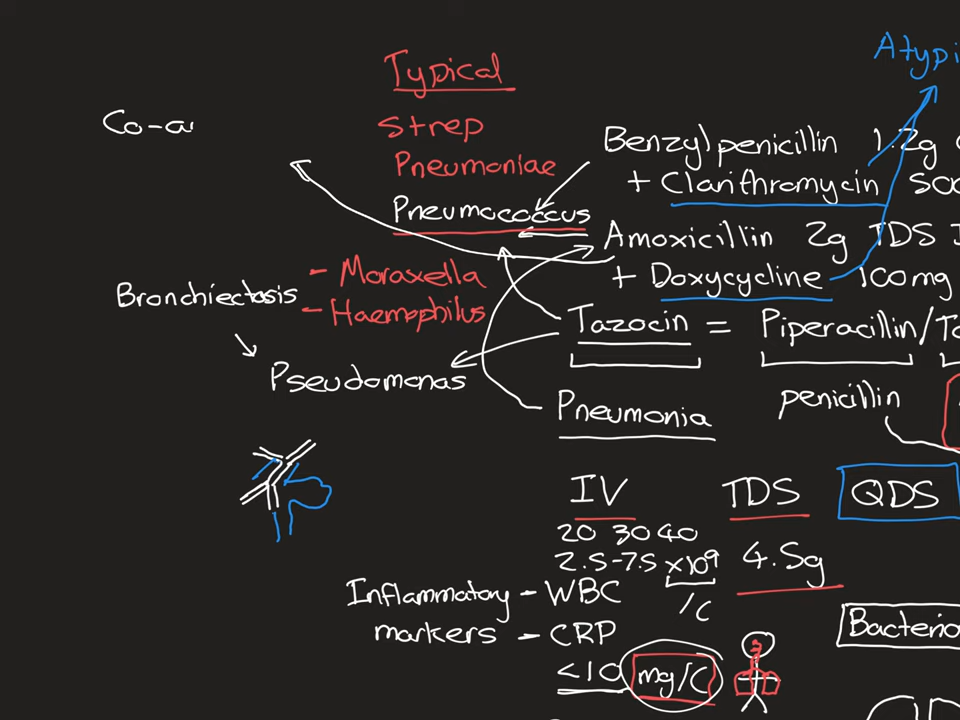 Atypi
Typical
Co-a
Strep
Pneumoniae
Benzylpenicillin 1.2g
+ Clarithromycin 500
Pneumococcus
Amoxicillin 2g TDS I
+ Doxycycline 100mg
- Moraxella
- Haemophilus
Bronchiectasis
Tazocin = Piperacillin/Ta
Pseudomonas
Pneumonia
penicillin
IV TDS QDS
20 30 40
2.5-7.5 x10⁹
/L
4.5g
Inflammatory
markers
- WBC
- CRP
<10 mg/L
Bacterio